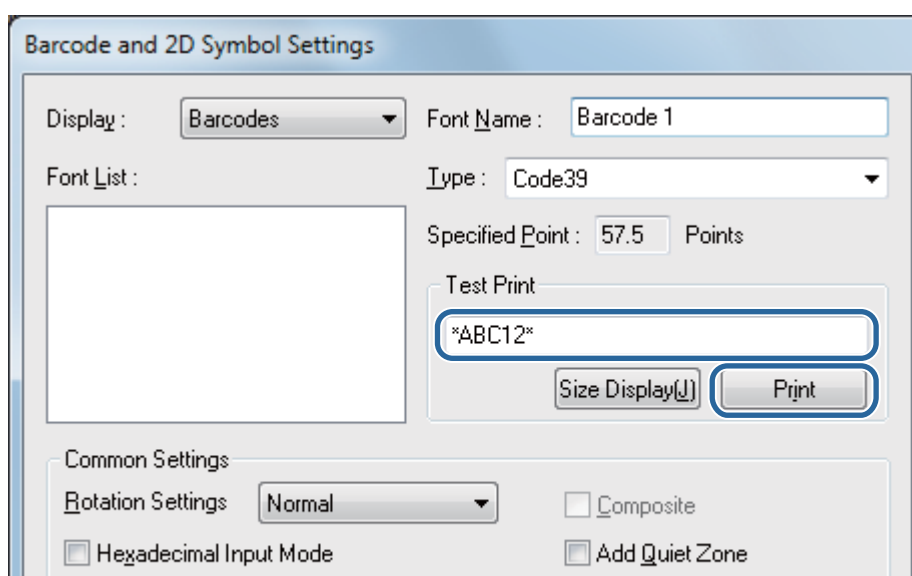 Barcode and 2D Symbol Settings
Display : Barcodes
Font Name : Barcode 1
Font List :
Type : Code39
Specified Point : 57.5 Points
Test Print
*ABC12*
Size Display(J) Print
Common Settings
Rotation Settings Normal
Composite
Hexadecimal Input Mode
Add Quiet Zone